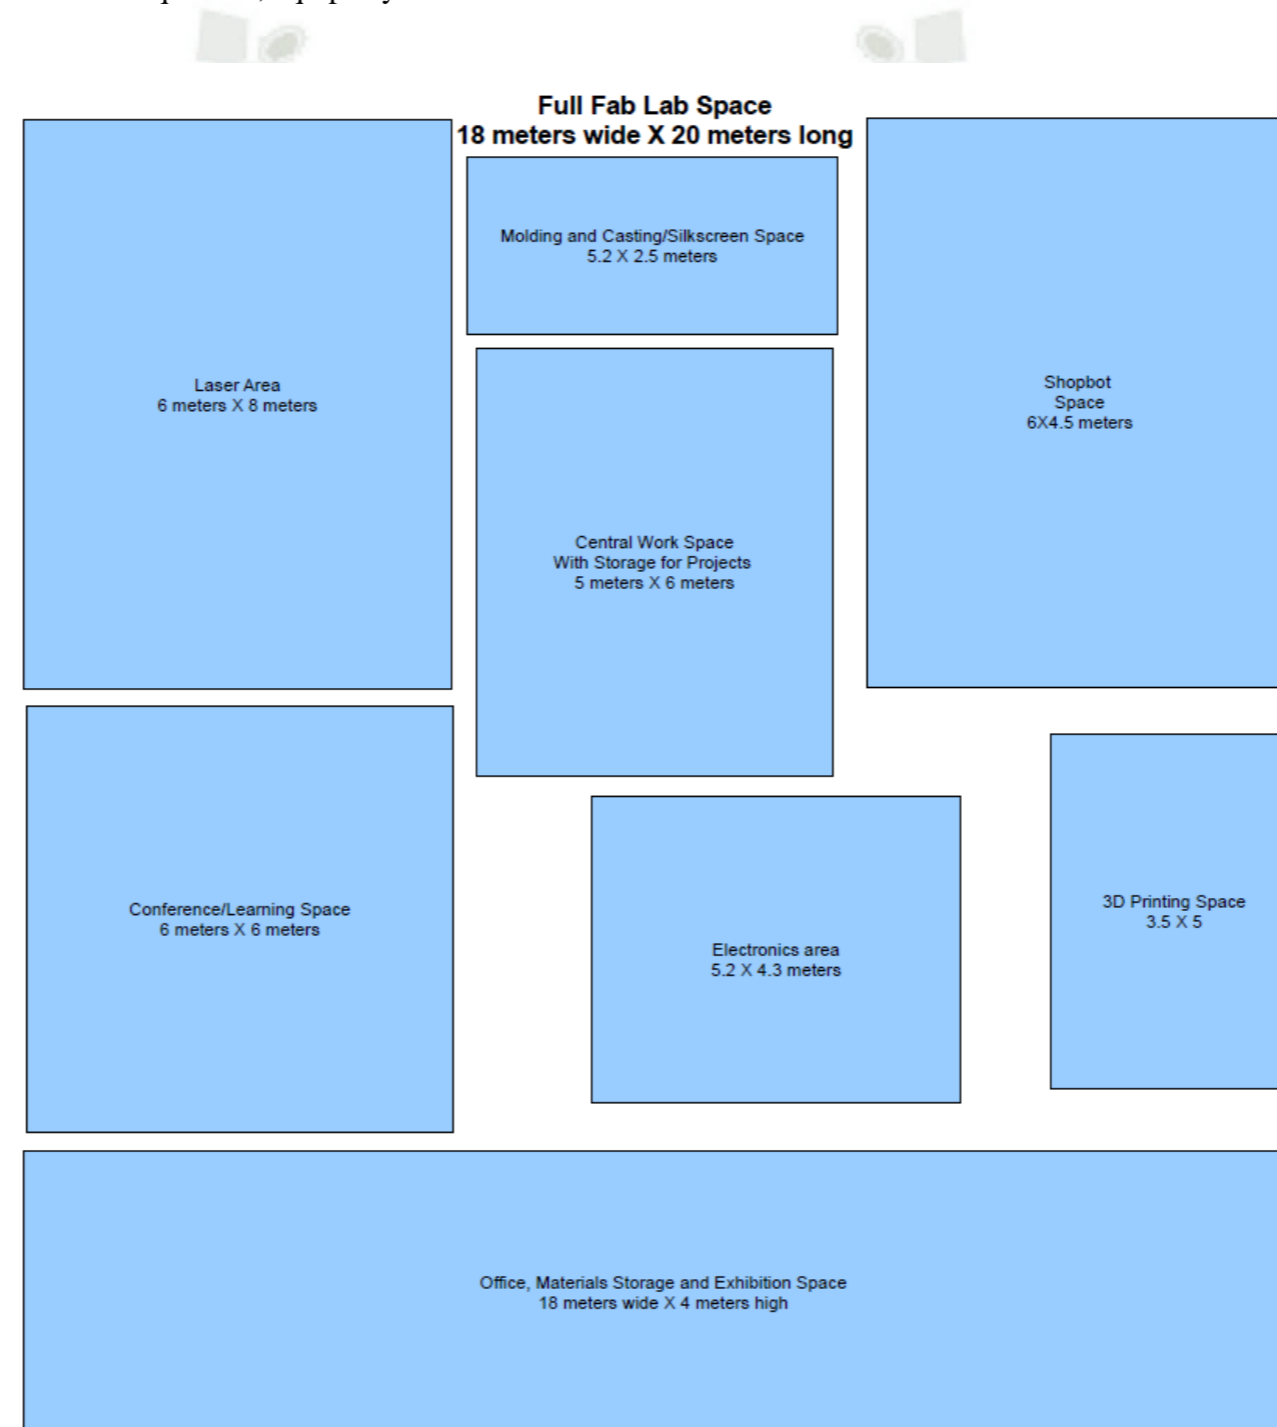 Full Fab Lab Space
18 meters wide X 20 meters long
Molding and Casting/Silkscreen Space
5.2 X 2.5 meters
Laser Area
6 meters X 8 meters
Shopbot
Space
6X4.5 meters
Central Work Space
With Storage for Projects
5 meters X 6 meters
Conference/Learning Space
6 meters X 6 meters
Electronics area
5.2 X 4.3 meters
3D Printing Space
3.5 X 5
Office, Materials Storage and Exhibition Space
18 meters wide X 4 meters high